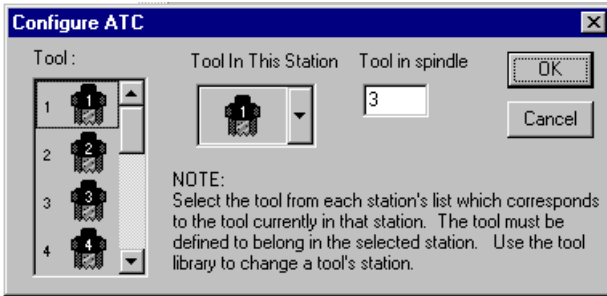 Configure ATC
Tool :
Tool In This Station
Tool in spindle
OK
1 1
1
3
2 2
Cancel
3 3
4 4
NOTE:
Select the tool from each station's list which corresponds
to the tool currently in that station. The tool must be
defined to belong in the selected station. Use the tool
library to change a tool's station.